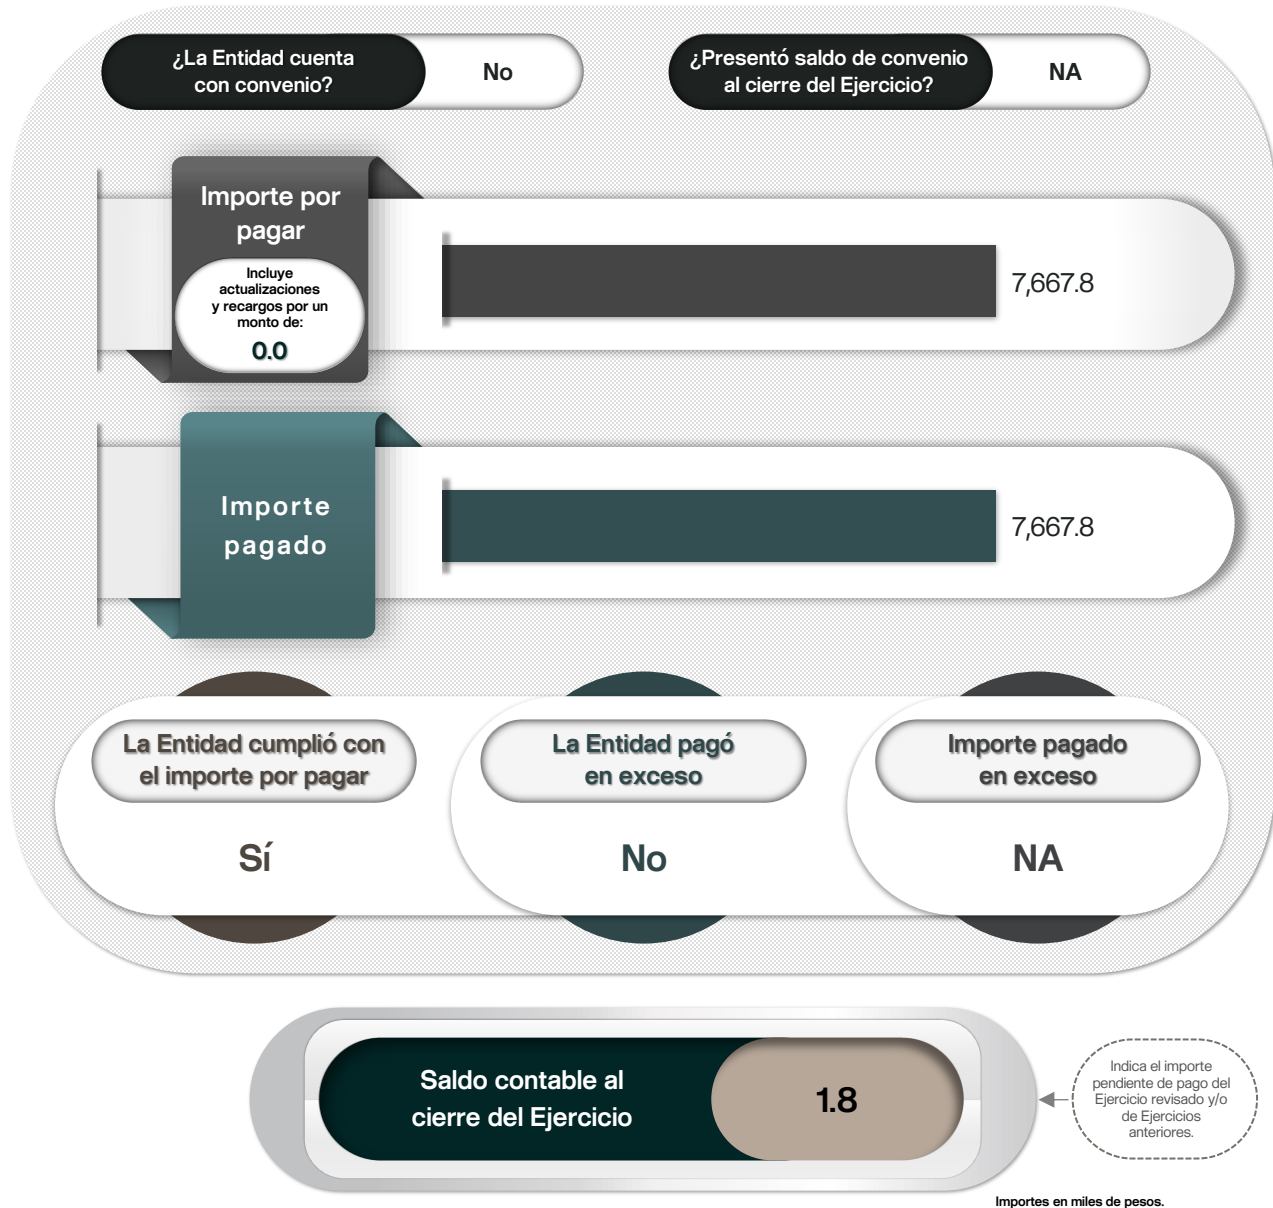 ¿La Entidad cuenta
con convenio?
No
¿Presentó saldo de convenio
al cierre del Ejercicio?
NA
Importe por
pagar
Incluye
actualizaciones
y recargos por un
monto de:
0.0
7,667.8
Importe
pagado
7,667.8
La Entidad cumplió con
el importe por pagar
Sí
La Entidad pagó
en exceso
No
Importe pagado
en exceso
NA
Saldo contable al
cierre del Ejercicio
1.8
Indica el importe
pendiente de pago del
Ejercicio revisado y/o
de Ejercicios
anteriores.
Importes en miles de pesos.